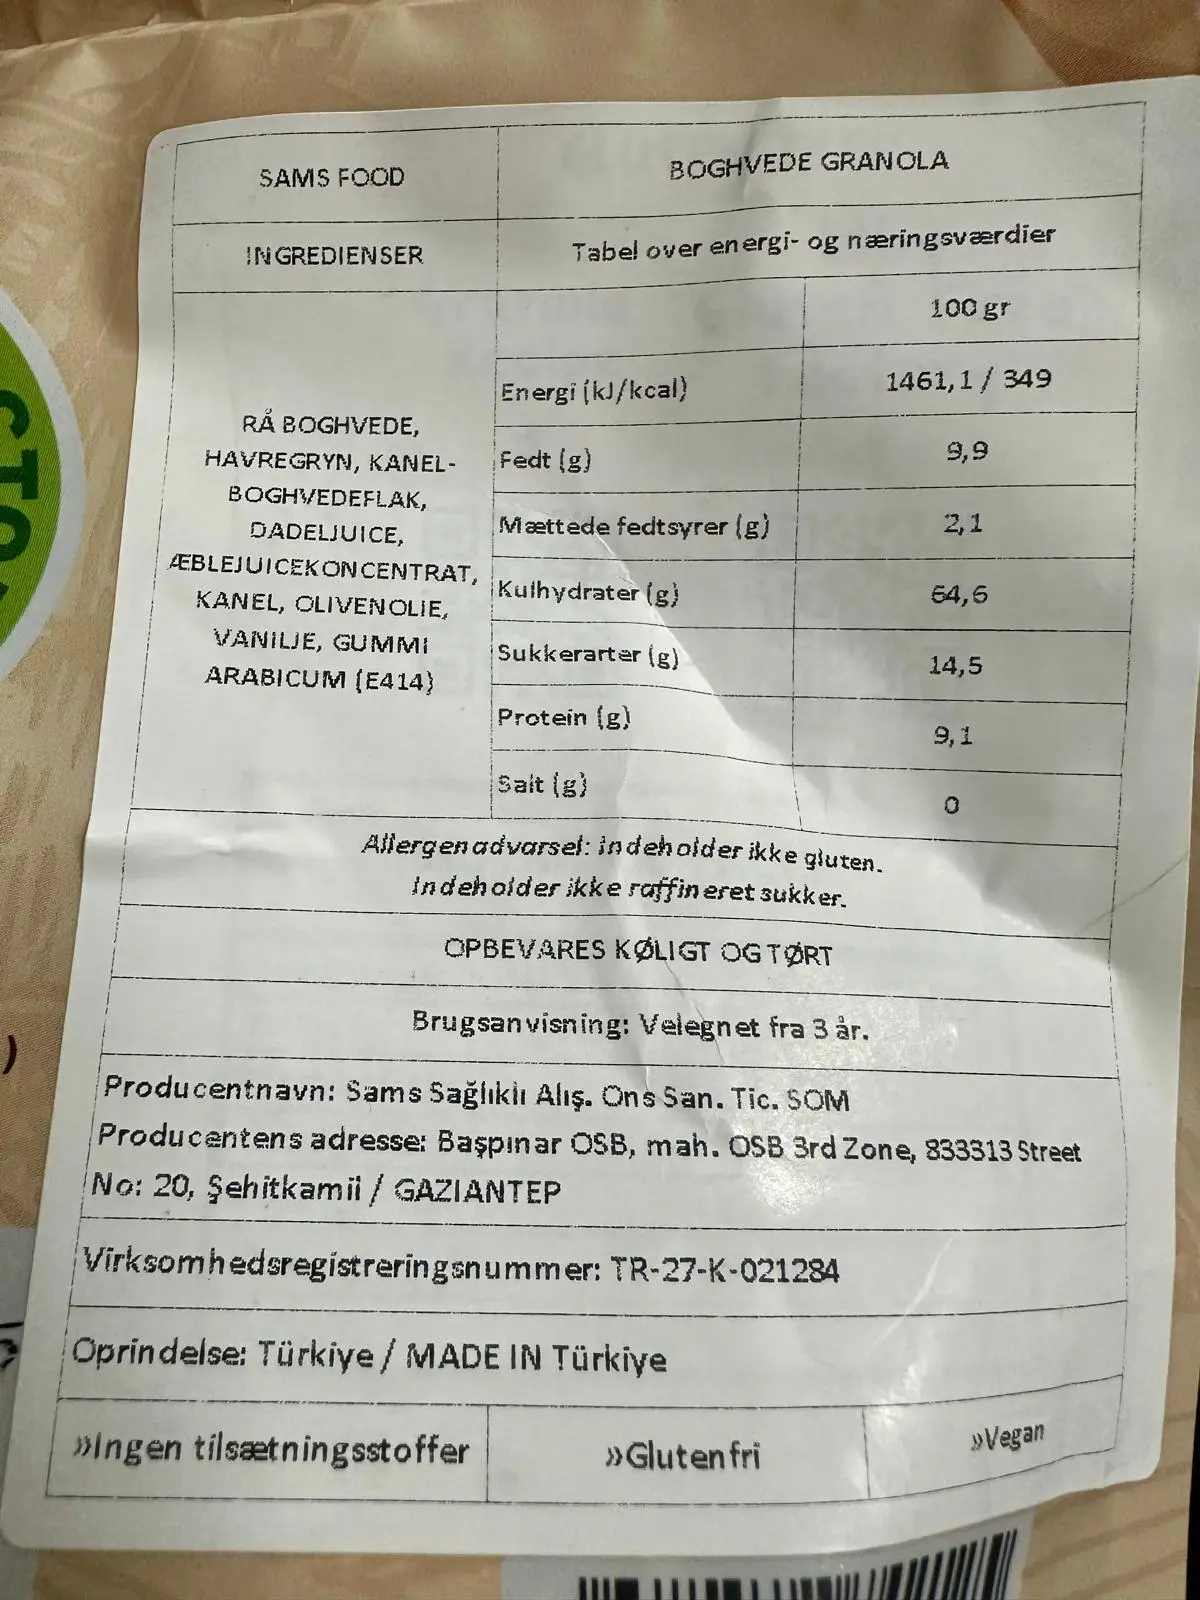 SAMS FOOD
BOGHVEDE GRANOLA
INGREDIENSER
Tabel over energi- og næringsværdier
100 gr
RÅ BOGHVEDE,
HAVREGRYN, KANEL-
BOGHVEDEFLAK,
DADELJUICE,
ÆBLEJUICEKONCENTRAT,
KANEL, OLIVENOLIE,
VANILJE, GUMMI
ARABICUM (E414)
Energi (kJ/kcal) 1461,1 / 349
Fedt (g) 9,9
Mættede fedtsyrer (g) 2,1
Kulhydrater (g) 64,6
Sukkerarter (g) 14,5
Protein (g) 9,1
Salt (g) 0
Allergenadvarsel: indeholder ikke gluten.
Indeholder ikke raffineret sukker.
OPBEVARES KØLIGT OG TØRT
Brugsanvisning: Velegnet fra 3 år.
Producentnavn: Sams Sağlıklı Alış. Ons San. Tic. SOM
Producentens adresse: Başpınar OSB, mah. OSB 3rd Zone, 833313 Street
No: 20, Şehitkamil / GAZIANTEP
Virksomhedsregistreringsnummer: TR-27-K-021284
Oprindelse: Türkiye / MADE IN Türkiye
»Ingen tilsætningsstoffer
»Glutenfri
»Vegan